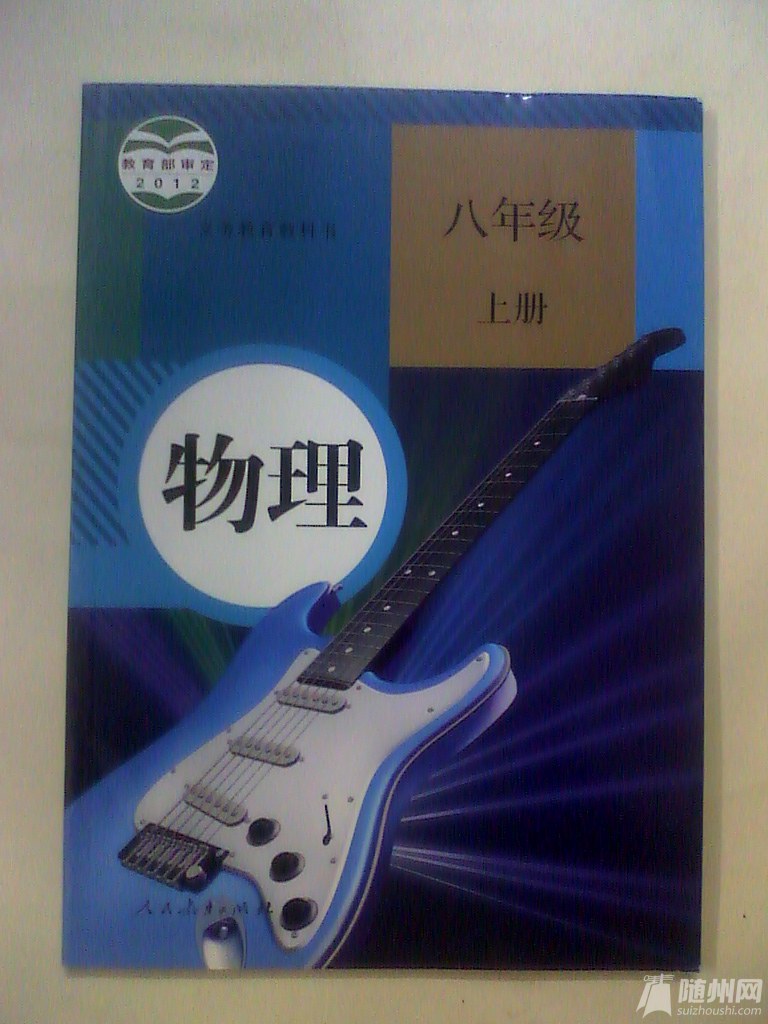 教育部审定
2012
义务教育教科书
八年级
上册
物理
人民教育出版社
随州网
suizhoushi.com